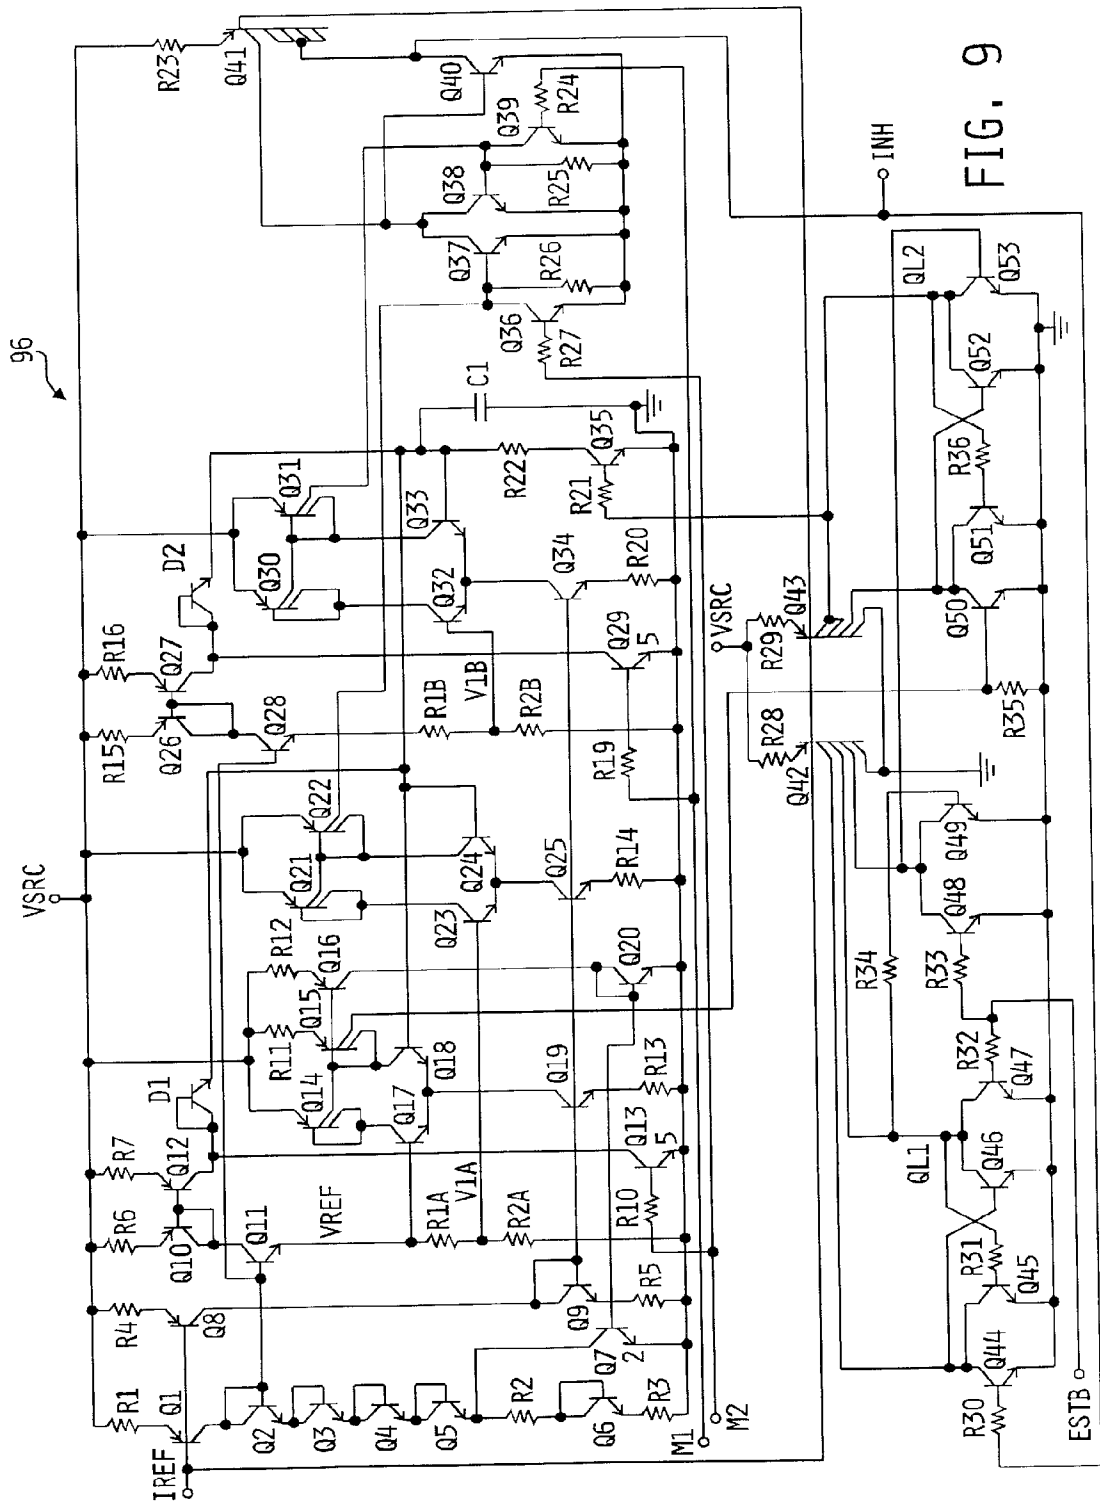 FIG. 9
96
VSRC
IREF
R1
R4
R6
R7
D1
R11
R12
R15
R16
D2
R23
Q1
Q8
Q10
Q12
Q14
Q15
Q16
Q21
Q22
Q26
Q27
Q30
Q31
Q41
Q2
Q11
Q28
VREF
Q17
Q18
Q23
Q24
Q32
Q33
Q3
Q4
Q5
R1A
V1A
R2A
R1B
V1B
R2B
C1
Q36
Q37
Q38
Q39
Q40
Q9
Q19
Q20
Q25
Q34
R22
R2
Q6
R3
Q7
2
R5
R10
Q13
5
R13
R14
R19
Q29
5
R20
R21
Q35
R27
R26
R25
R24
M1
M2
VSRC
R28
R29
Q42
Q43
INH
R34
QL1
QL2
R30
Q44
R31
Q45
Q46
R32
Q47
R33
Q48
Q49
R35
Q50
Q51
R36
Q52
Q53
ESTB